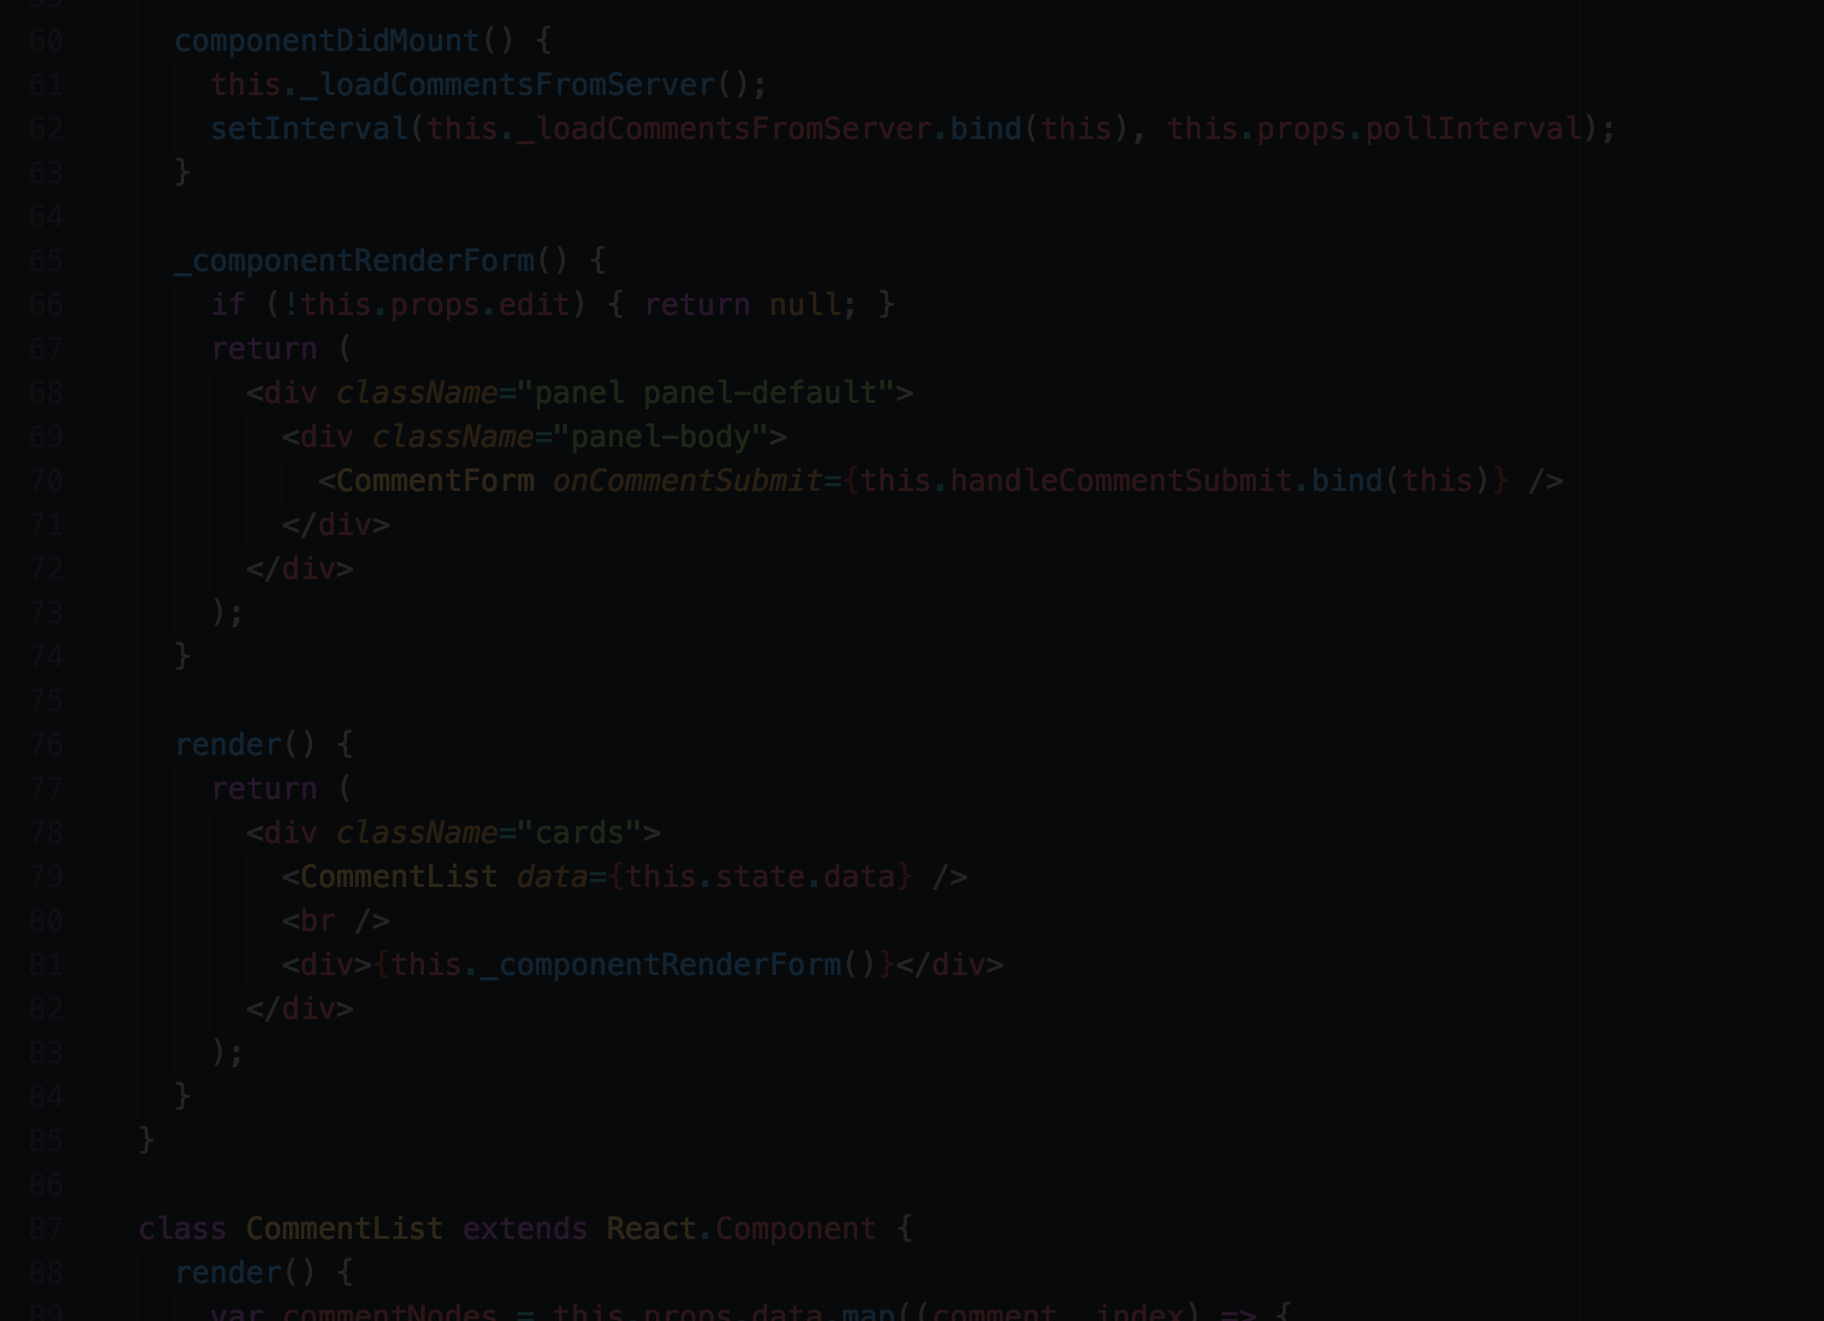 60 componentDidMount() {
61 this._loadCommentsFromServer();
62 setInterval(this._loadCommentsFromServer.bind(this), this.props.pollInterval);
63 }
64
65 _componentRenderForm() {
66 if (!this.props.edit) { return null; }
67 return (
68 <div className="panel panel-default">
69 <div className="panel-body">
70 <CommentForm onCommentSubmit={this.handleCommentSubmit.bind(this)} />
71 </div>
72 </div>
73 );
74 }
75
76 render() {
77 return (
78 <div className="cards">
79 <CommentList data={this.state.data} />
80 <br />
81 <div>{this._componentRenderForm()}</div>
82 </div>
83 );
84 }
85 }
86
87 class CommentList extends React.Component {
88 render() {
89 var commentNodes = this.props.data.map((comment, index) => {